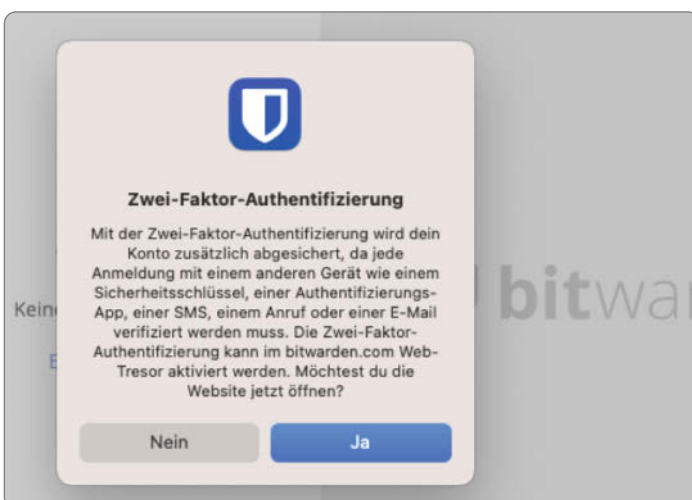 Zwei-Faktor-Authentifizierung
Mit der Zwei-Faktor-Authentifizierung wird dein
Konto zusätzlich abgesichert, da jede
Anmeldung mit einem anderen Gerät wie einem
Sicherheitsschlüssel, einer Authentifizierungs-
App, einer SMS, einem Anruf oder einer E-Mail
verifiziert werden muss. Die Zwei-Faktor-
Authentifizierung kann im bitwarden.com Web-
Tresor aktiviert werden. Möchtest du die
Website jetzt öffnen?
Nein
Ja